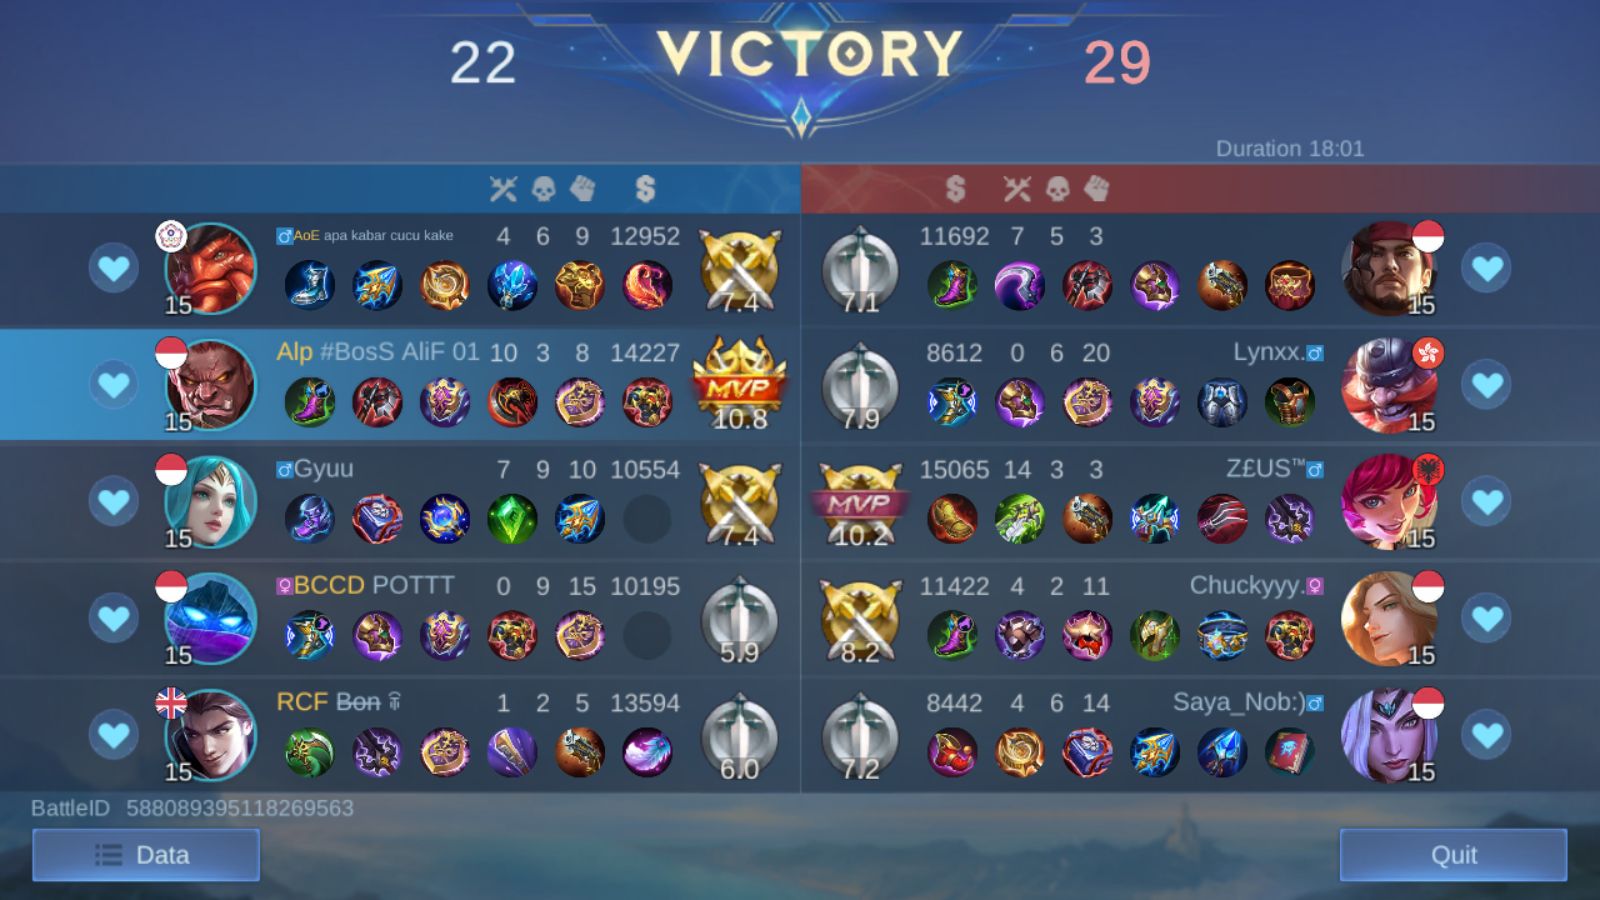 22 VICTORY 29
Duration 18:01
AoE apa kabar cucu kake 4 6 9 12952 15 7.4
7.1 11692 7 5 3 15
Alp #BosS AliF 01 10 3 8 14227 15 MVP 10.8
7.9 8612 0 6 20 Lynxx. 15
Gyuu 7 9 10 10554 15 7.4
MVP 10.2 15065 14 3 3 Z£US™ 15
BCCD POTTT 0 9 15 10195 15 5.9
8.2 11422 4 2 11 Chuckyyy. 15
RCF B̶o̶n̶ 1 2 5 13594 15 6.0
7.2 8442 4 6 14 Saya_Nob:) 15
BattleID 588089395118269563
Data
Quit